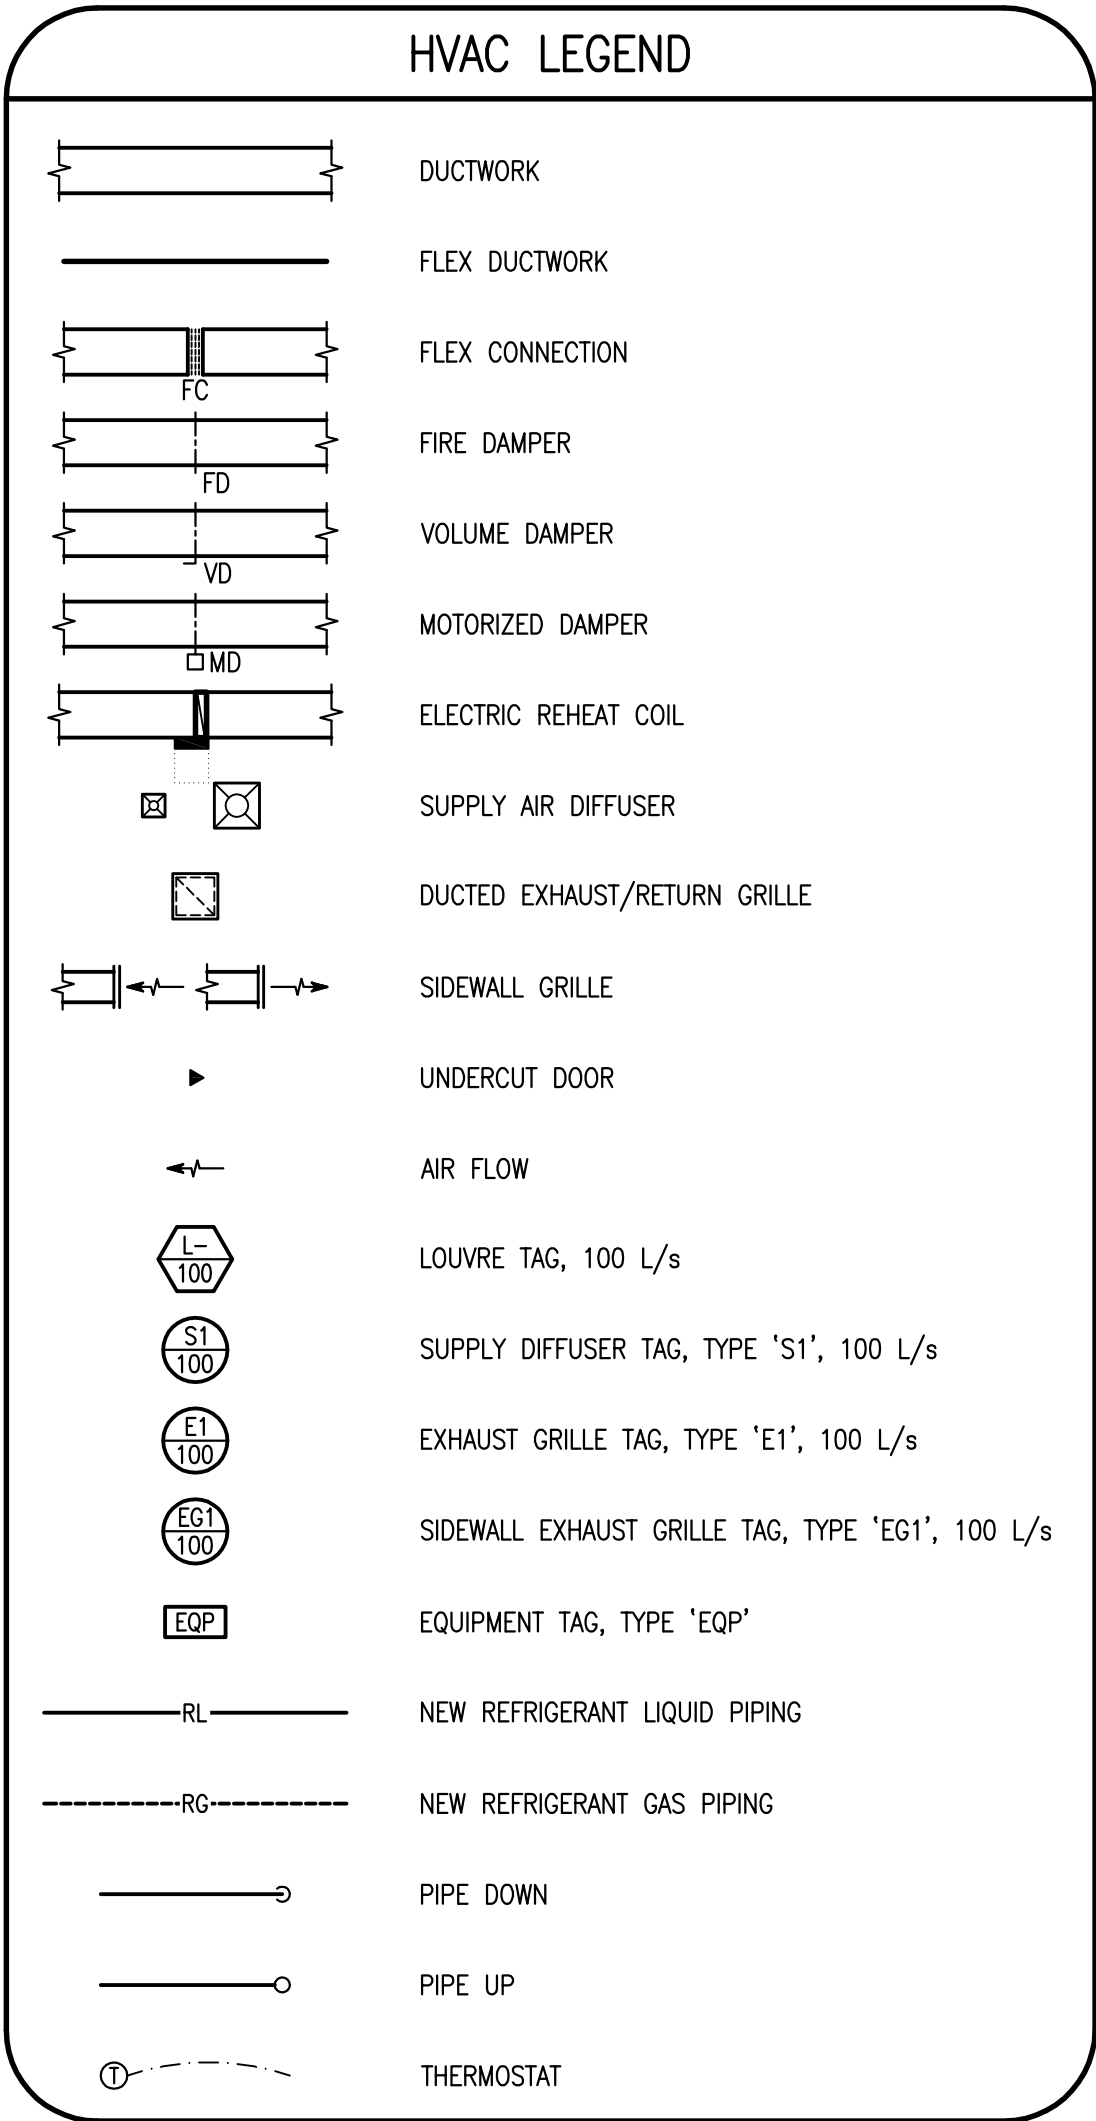 HVAC LEGEND
DUCTWORK
FLEX DUCTWORK
FLEX CONNECTION
FC
FIRE DAMPER
FD
VOLUME DAMPER
VD
MOTORIZED DAMPER
MD
ELECTRIC REHEAT COIL
SUPPLY AIR DIFFUSER
DUCTED EXHAUST/RETURN GRILLE
SIDEWALL GRILLE
UNDERCUT DOOR
AIR FLOW
L-
100
LOUVRE TAG, 100 L/s
S1
100
SUPPLY DIFFUSER TAG, TYPE ‘S1’, 100 L/s
E1
100
EXHAUST GRILLE TAG, TYPE ‘E1’, 100 L/s
EG1
100
SIDEWALL EXHAUST GRILLE TAG, TYPE ‘EG1’, 100 L/s
EQP
EQUIPMENT TAG, TYPE ‘EQP’
RL
NEW REFRIGERANT LIQUID PIPING
RG
NEW REFRIGERANT GAS PIPING
PIPE DOWN
PIPE UP
T
THERMOSTAT